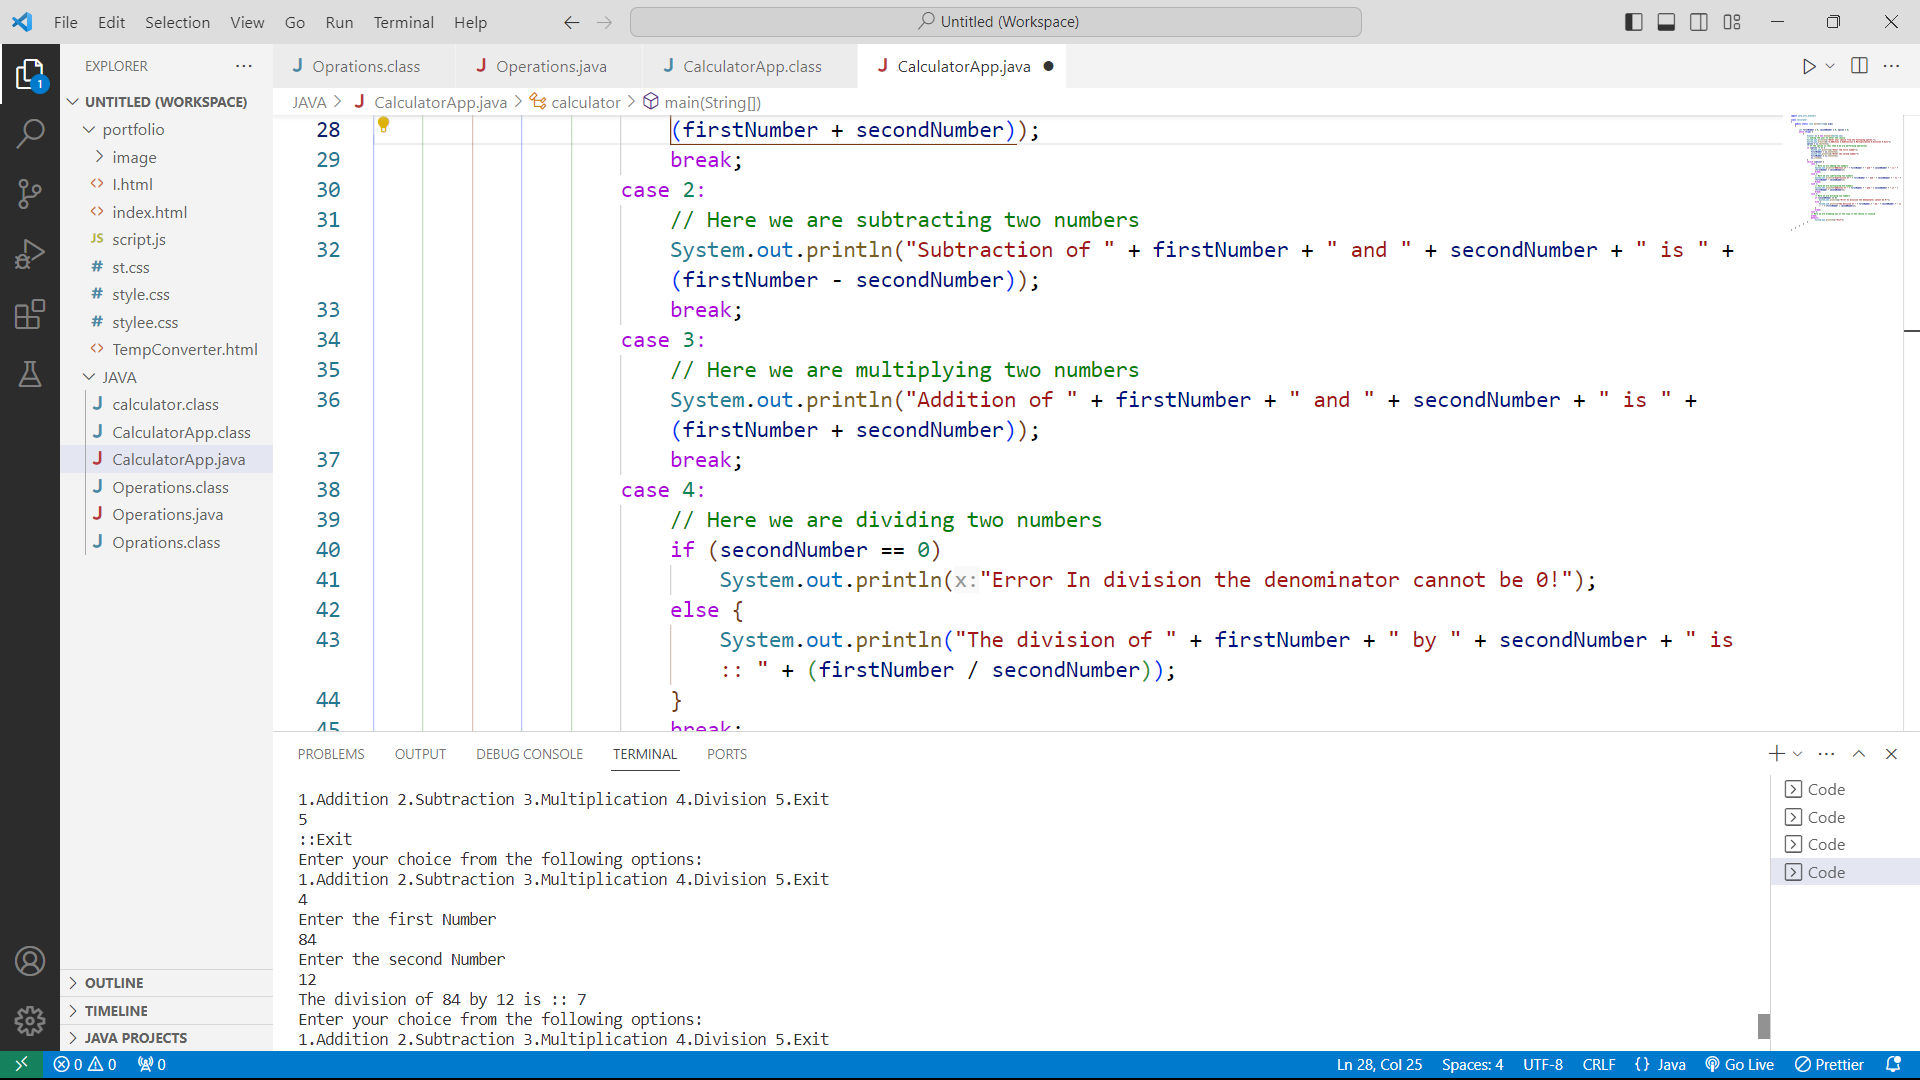 File Edit Selection View Go Run Terminal Help
Untitled (Workspace)
EXPLORER
Oprations.class
Operations.java
CalculatorApp.class
CalculatorApp.java
JAVA > CalculatorApp.java > calculator > main(String[])
UNTITLED (WORKSPACE)
portfolio
image
I.html
index.html
script.js
st.css
style.css
stylee.css
TempConverter.html
JAVA
calculator.class
CalculatorApp.class
CalculatorApp.java
Operations.class
Operations.java
Oprations.class
OUTLINE
TIMELINE
JAVA PROJECTS
28 (firstNumber + secondNumber));
29 break;
30 case 2:
31 // Here we are subtracting two numbers
32 System.out.println("Subtraction of " + firstNumber + " and " + secondNumber + " is " +
(firstNumber - secondNumber));
33 break;
34 case 3:
35 // Here we are multiplying two numbers
36 System.out.println("Addition of " + firstNumber + " and " + secondNumber + " is " +
(firstNumber + secondNumber));
37 break;
38 case 4:
39 // Here we are dividing two numbers
40 if (secondNumber == 0)
41 System.out.println(x:"Error In division the denominator cannot be 0!");
42 else {
43 System.out.println("The division of " + firstNumber + " by " + secondNumber + " is
:: " + (firstNumber / secondNumber));
44 }
45 break;
PROBLEMS OUTPUT DEBUG CONSOLE TERMINAL PORTS
1.Addition 2.Subtraction 3.Multiplication 4.Division 5.Exit
5
::Exit
Enter your choice from the following options:
1.Addition 2.Subtraction 3.Multiplication 4.Division 5.Exit
4
Enter the first Number
84
Enter the second Number
12
The division of 84 by 12 is :: 7
Enter your choice from the following options:
1.Addition 2.Subtraction 3.Multiplication 4.Division 5.Exit
Code
Code
Code
Code
0 0 0 Ln 28, Col 25 Spaces: 4 UTF-8 CRLF {} Java Go Live Prettier